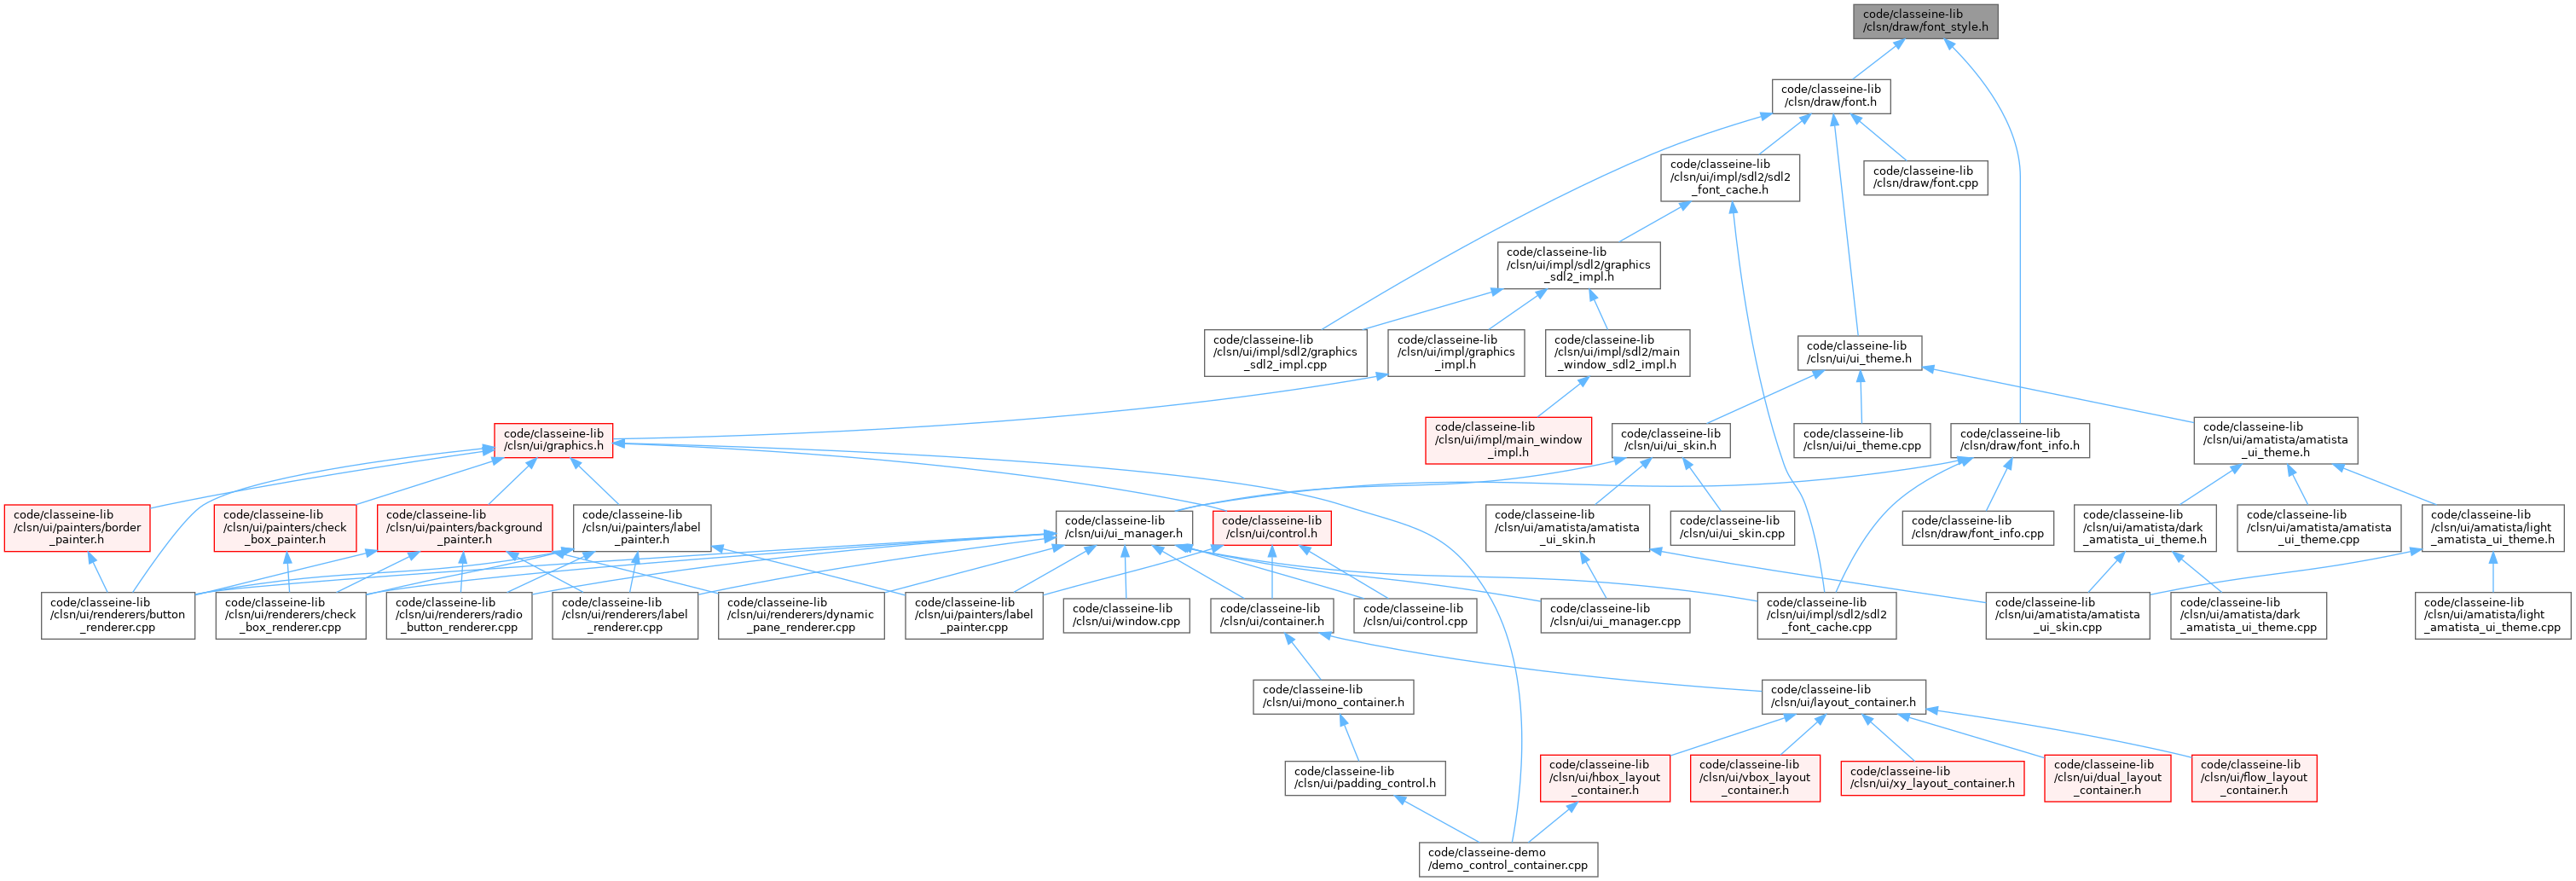 code/classeine-lib
/clsn/draw/font_style.h
code/classeine-lib
/clsn/draw/font.h
code/classeine-lib
/clsn/ui/impl/sdl2/sdl2
_font_cache.h
code/classeine-lib
/clsn/draw/font.cpp
code/classeine-lib
/clsn/ui/impl/sdl2/graphics
_sdl2_impl.h
code/classeine-lib
/clsn/ui/impl/sdl2/graphics
_sdl2_impl.cpp
code/classeine-lib
/clsn/ui/impl/graphics
_impl.h
code/classeine-lib
/clsn/ui/impl/sdl2/main
_window_sdl2_impl.h
code/classeine-lib
/clsn/ui/ui_theme.h
code/classeine-lib
/clsn/ui/graphics.h
code/classeine-lib
/clsn/ui/impl/main_window
_impl.h
code/classeine-lib
/clsn/ui/ui_skin.h
code/classeine-lib
/clsn/ui/ui_theme.cpp
code/classeine-lib
/clsn/draw/font_info.h
code/classeine-lib
/clsn/ui/amatista/amatista
_ui_theme.h
code/classeine-lib
/clsn/ui/painters/border
_painter.h
code/classeine-lib
/clsn/ui/painters/check
_box_painter.h
code/classeine-lib
/clsn/ui/painters/background
_painter.h
code/classeine-lib
/clsn/ui/painters/label
_painter.h
code/classeine-lib
/clsn/ui/ui_manager.h
code/classeine-lib
/clsn/ui/control.h
code/classeine-lib
/clsn/ui/amatista/amatista
_ui_skin.h
code/classeine-lib
/clsn/ui/ui_skin.cpp
code/classeine-lib
/clsn/draw/font_info.cpp
code/classeine-lib
/clsn/ui/amatista/dark
_amatista_ui_theme.h
code/classeine-lib
/clsn/ui/amatista/amatista
_ui_theme.cpp
code/classeine-lib
/clsn/ui/amatista/light
_amatista_ui_theme.h
code/classeine-lib
/clsn/ui/renderers/button
_renderer.cpp
code/classeine-lib
/clsn/ui/renderers/check
_box_renderer.cpp
code/classeine-lib
/clsn/ui/renderers/radio
_button_renderer.cpp
code/classeine-lib
/clsn/ui/renderers/label
_renderer.cpp
code/classeine-lib
/clsn/ui/renderers/dynamic
_pane_renderer.cpp
code/classeine-lib
/clsn/ui/painters/label
_painter.cpp
code/classeine-lib
/clsn/ui/window.cpp
code/classeine-lib
/clsn/ui/container.h
code/classeine-lib
/clsn/ui/control.cpp
code/classeine-lib
/clsn/ui/ui_manager.cpp
code/classeine-lib
/clsn/ui/impl/sdl2/sdl2
_font_cache.cpp
code/classeine-lib
/clsn/ui/amatista/amatista
_ui_skin.cpp
code/classeine-lib
/clsn/ui/amatista/dark
_amatista_ui_theme.cpp
code/classeine-lib
/clsn/ui/amatista/light
_amatista_ui_theme.cpp
code/classeine-lib
/clsn/ui/mono_container.h
code/classeine-lib
/clsn/ui/layout_container.h
code/classeine-lib
/clsn/ui/padding_control.h
code/classeine-lib
/clsn/ui/hbox_layout
_container.h
code/classeine-lib
/clsn/ui/vbox_layout
_container.h
code/classeine-lib
/clsn/ui/xy_layout_container.h
code/classeine-lib
/clsn/ui/dual_layout
_container.h
code/classeine-lib
/clsn/ui/flow_layout
_container.h
code/classeine-demo
/demo_control_container.cpp